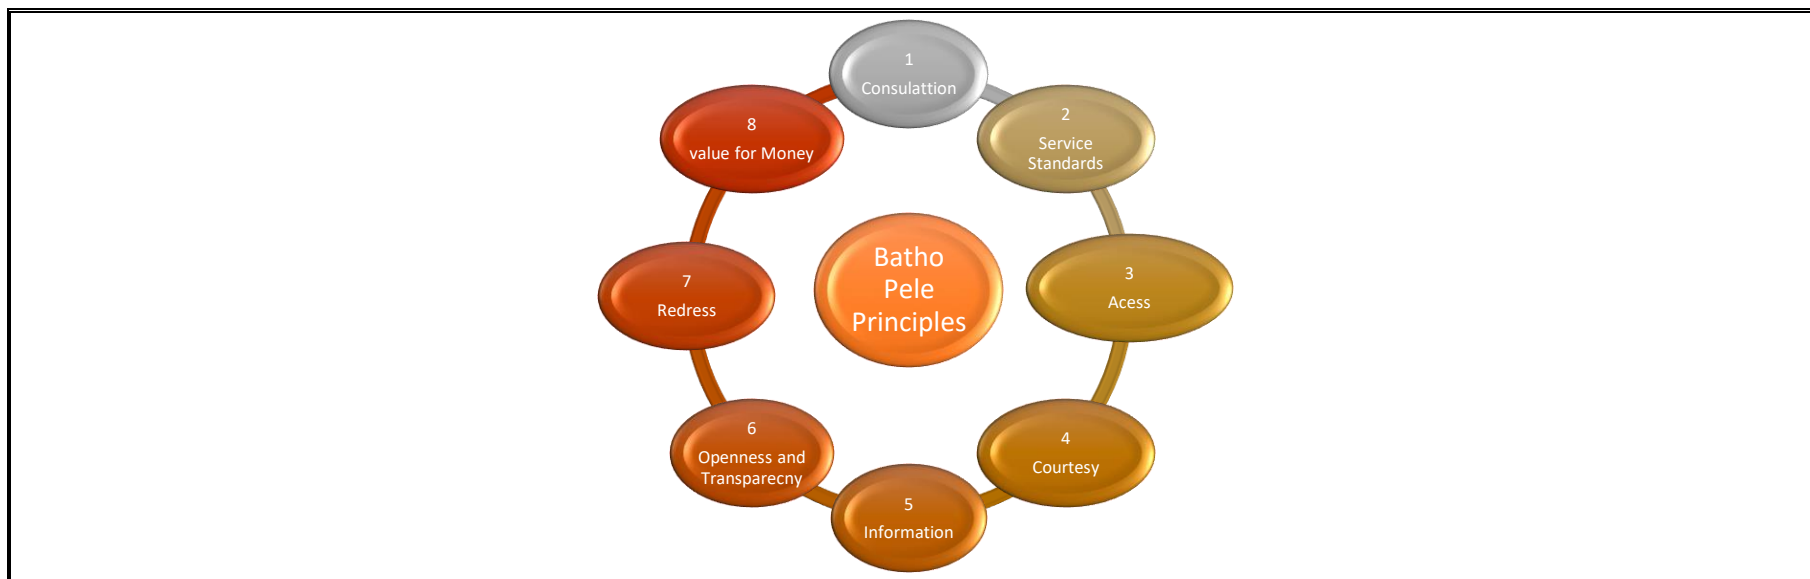 1
Consulattion
2
Service
Standards
3
Acess
4
Courtesy
5
Information
6
Openness and
Transparecny
7
Redress
8
value for Money
Batho
Pele
Principles